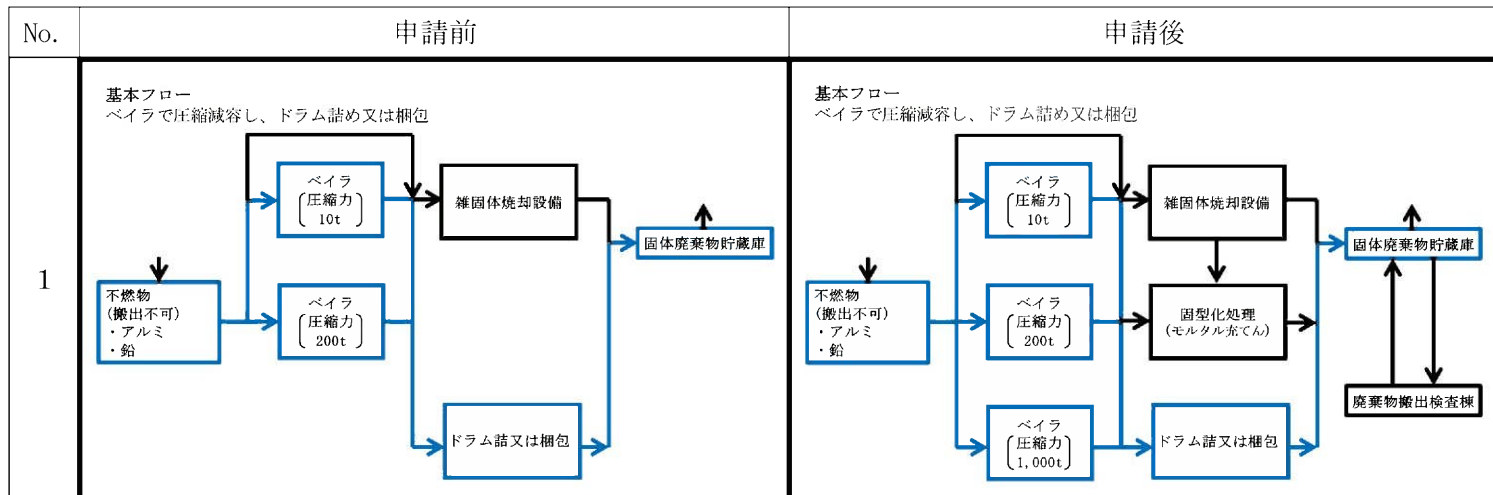 No.
申請前
申請後
1
基本フロー
ベイラで圧縮減容し、ドラム詰め又は梱包
ベイラ
圧縮力
10t
雑固体焼却設備
固体廃棄物貯蔵庫
不燃物
(搬出不可)
・アルミ
・鉛
ベイラ
圧縮力
200t
ドラム詰又は梱包
基本フロー
ベイラで圧縮減容し、ドラム詰め又は梱包
ベイラ
圧縮力
10t
雑固体焼却設備
固体廃棄物貯蔵庫
不燃物
(搬出不可)
・アルミ
・鉛
ベイラ
圧縮力
200t
固型化処理
(モルタル充てん)
廃棄物搬出検査棟
ベイラ
圧縮力
1,000t
ドラム詰又は梱包